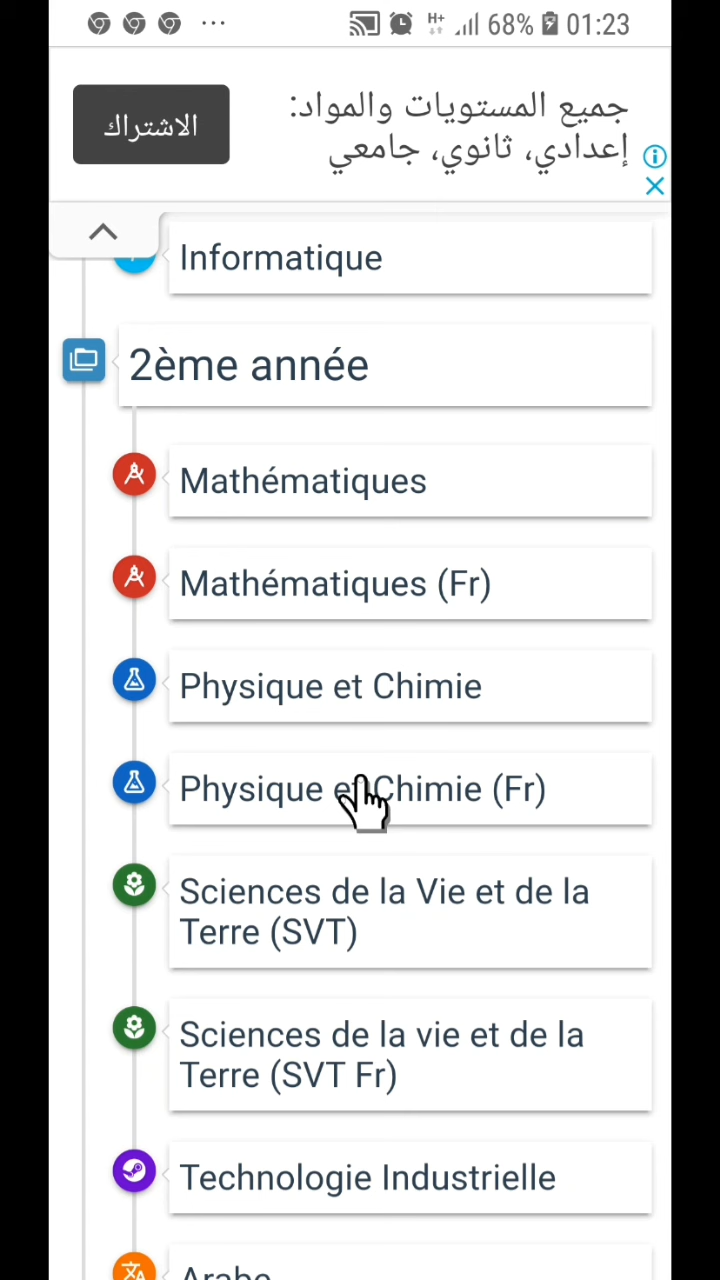 ... H+ 68% 01:23
جميع المستويات والمواد:
إعدادي، ثانوي، جامعي
الاشتراك
Informatique
2ème année
Mathématiques
Mathématiques (Fr)
Physique et Chimie
Physique et Chimie (Fr)
Sciences de la Vie et de la
Terre (SVT)
Sciences de la vie et de la
Terre (SVT Fr)
Technologie Industrielle
Arabe